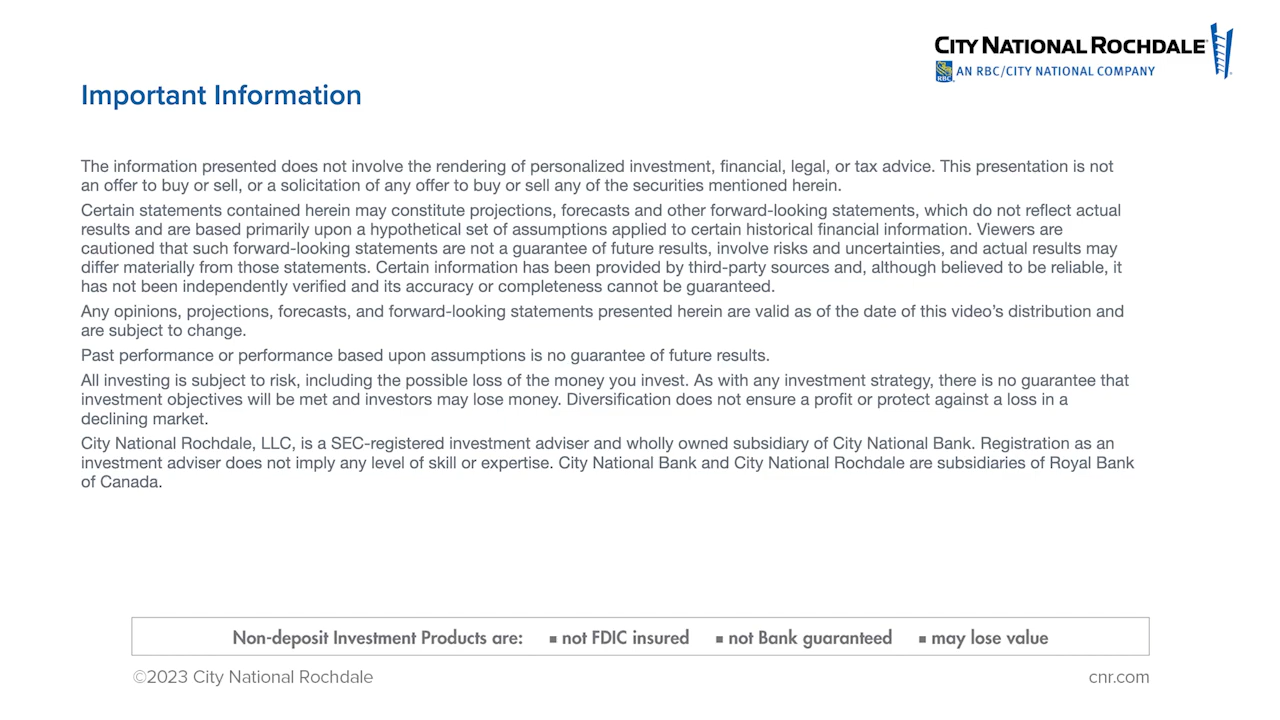 CITY NATIONAL ROCHDALE
RBC AN RBC/CITY NATIONAL COMPANY
Important Information
The information presented does not involve the rendering of personalized investment, financial, legal, or tax advice. This presentation is not
an offer to buy or sell, or a solicitation of any offer to buy or sell any of the securities mentioned herein.
Certain statements contained herein may constitute projections, forecasts and other forward-looking statements, which do not reflect actual
results and are based primarily upon a hypothetical set of assumptions applied to certain historical financial information. Viewers are
cautioned that such forward-looking statements are not a guarantee of future results, involve risks and uncertainties, and actual results may
differ materially from those statements. Certain information has been provided by third-party sources and, although believed to be reliable, it
has not been independently verified and its accuracy or completeness cannot be guaranteed.
Any opinions, projections, forecasts, and forward-looking statements presented herein are valid as of the date of this video’s distribution and
are subject to change.
Past performance or performance based upon assumptions is no guarantee of future results.
All investing is subject to risk, including the possible loss of the money you invest. As with any investment strategy, there is no guarantee that
investment objectives will be met and investors may lose money. Diversification does not ensure a profit or protect against a loss in a
declining market.
City National Rochdale, LLC, is a SEC-registered investment adviser and wholly owned subsidiary of City National Bank. Registration as an
investment adviser does not imply any level of skill or expertise. City National Bank and City National Rochdale are subsidiaries of Royal Bank
of Canada.
Non-deposit Investment Products are: ▪ not FDIC insured ▪ not Bank guaranteed ▪ may lose value
©2023 City National Rochdale
cnr.com